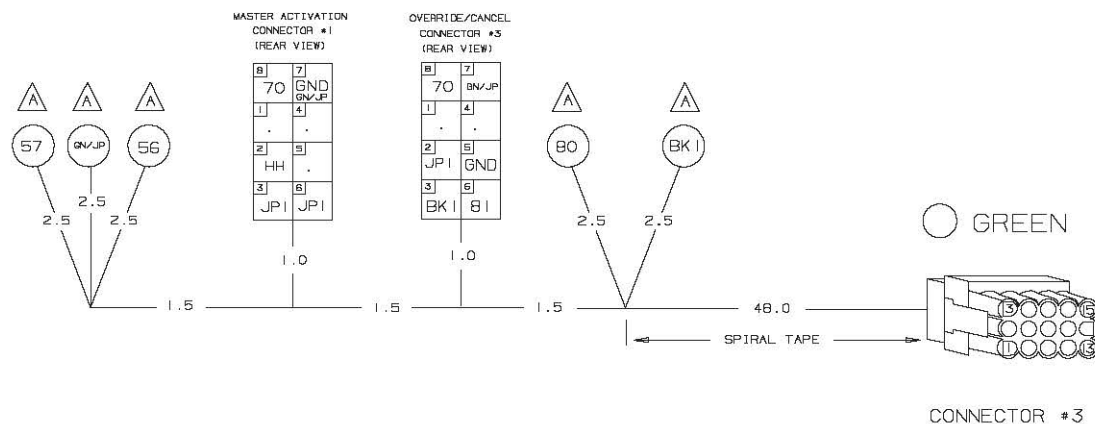 MASTER ACTIVATION
CONNECTOR #1
(REAR VIEW)
8 7
70 GND
GN/JP
1 4
. .
2 5
HH .
3 6
JP1 JP1
OVERRIDE/CANCEL
CONNECTOR #3
(REAR VIEW)
8 7
70 GN/JP
1 4
. .
2 5
JP1 GND
3 6
BK1 81
A A A
57 GN/JP 56
2.5 2.5 2.5
A A
80 BK1
2.5 2.5
1.0
1.0
1.5 1.5 1.5 48.0
SPIRAL TAPE
GREEN
3 15
1 13
CONNECTOR #3